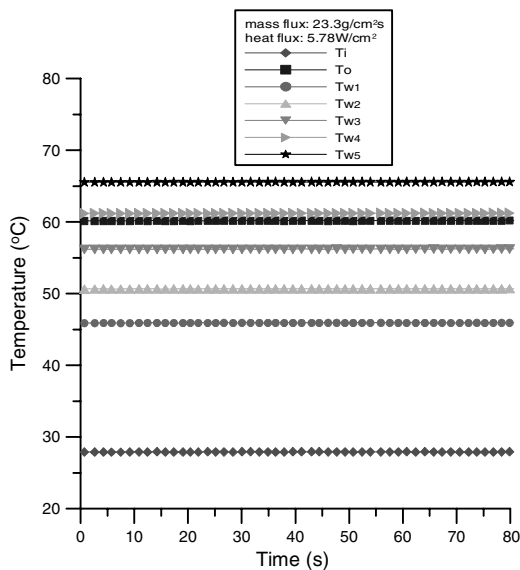 mass flux: 23.3g/cm²s
heat flux: 5.78W/cm²
Ti
To
Tw1
Tw2
Tw3
Tw4
Tw5
Temperature (ºC)
80
70
60
50
40
30
20
0 10 20 30 40 50 60 70 80
Time (s)